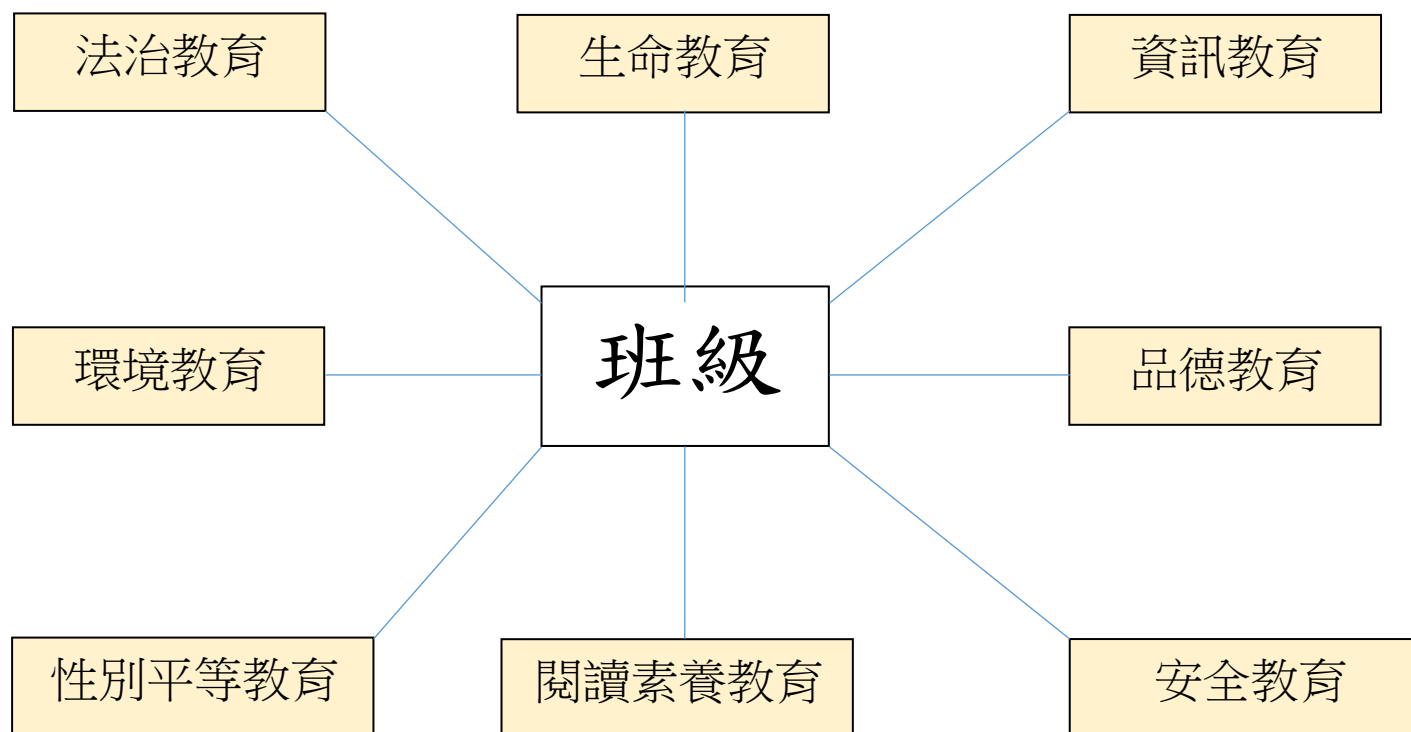 法治教育
生命教育
資訊教育
環境教育
班級
品德教育
性別平等教育
閱讀素養教育
安全教育